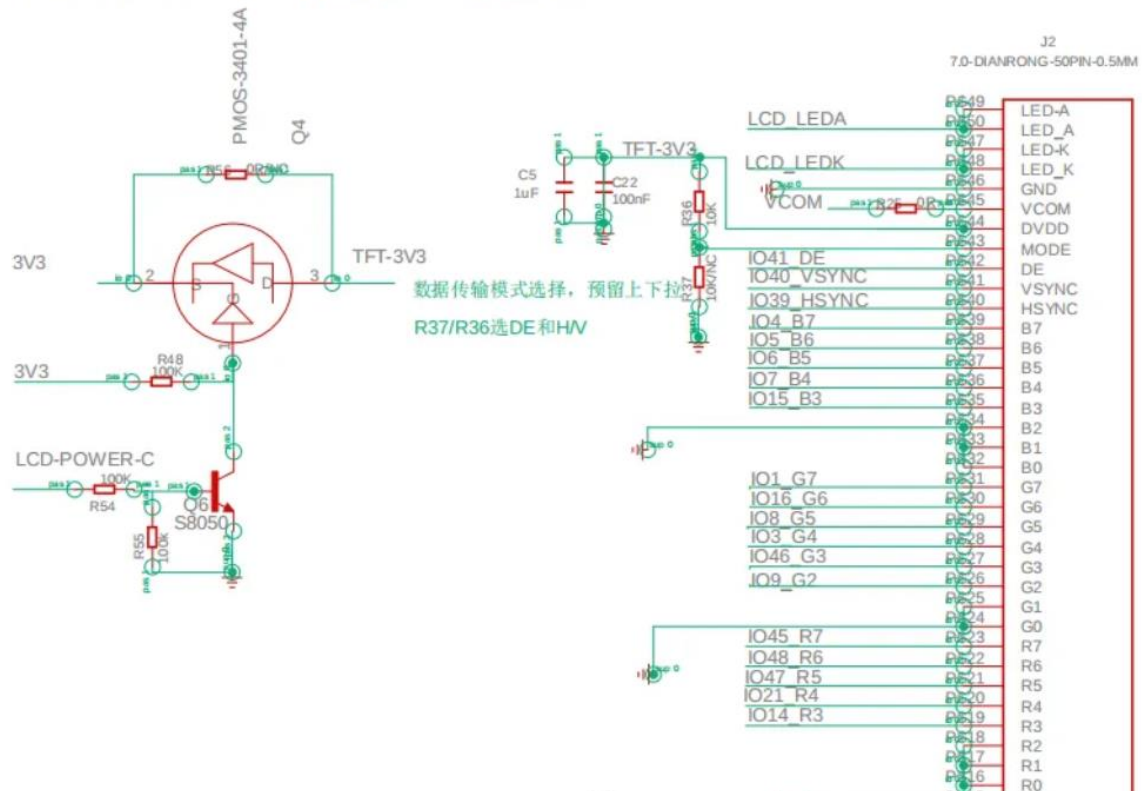 PMOS-3401-4A
Q4
3V3
2
S
G
D
3
1
TFT-3V3
3V3
R48
100K
LCD-POWER-C
100K
R54
R55
100k
Q6
S8050
C5
1uF
C22
100nF
TFT-3V3
R36
10K
R37
10K/NC
数据传输模式选择，预留上下拉
R37/R36选DE和H/V
J2
7.0-DIANRONG-50PIN-0.5MM
LCD_LEDA
LCD_LEDK
VCOM
IO41_DE
IO40_VSYNC
IO39_HSYNC
IO4_B7
IO5_B6
IO6_B5
IO7_B4
IO15_B3
IO1_G7
IO16_G6
IO8_G5
IO3_G4
IO46_G3
IO9_G2
IO45_R7
IO48_R6
IO47_R5
IO21_R4
IO14_R3
LED-A
LED_A
LED-K
LED_K
GND
VCOM
DVDD
MODE
DE
VSYNC
HSYNC
B7
B6
B5
B4
B3
B2
B1
B0
G7
G6
G5
G4
G3
G2
G1
G0
R7
R6
R5
R4
R3
R2
R1
R0